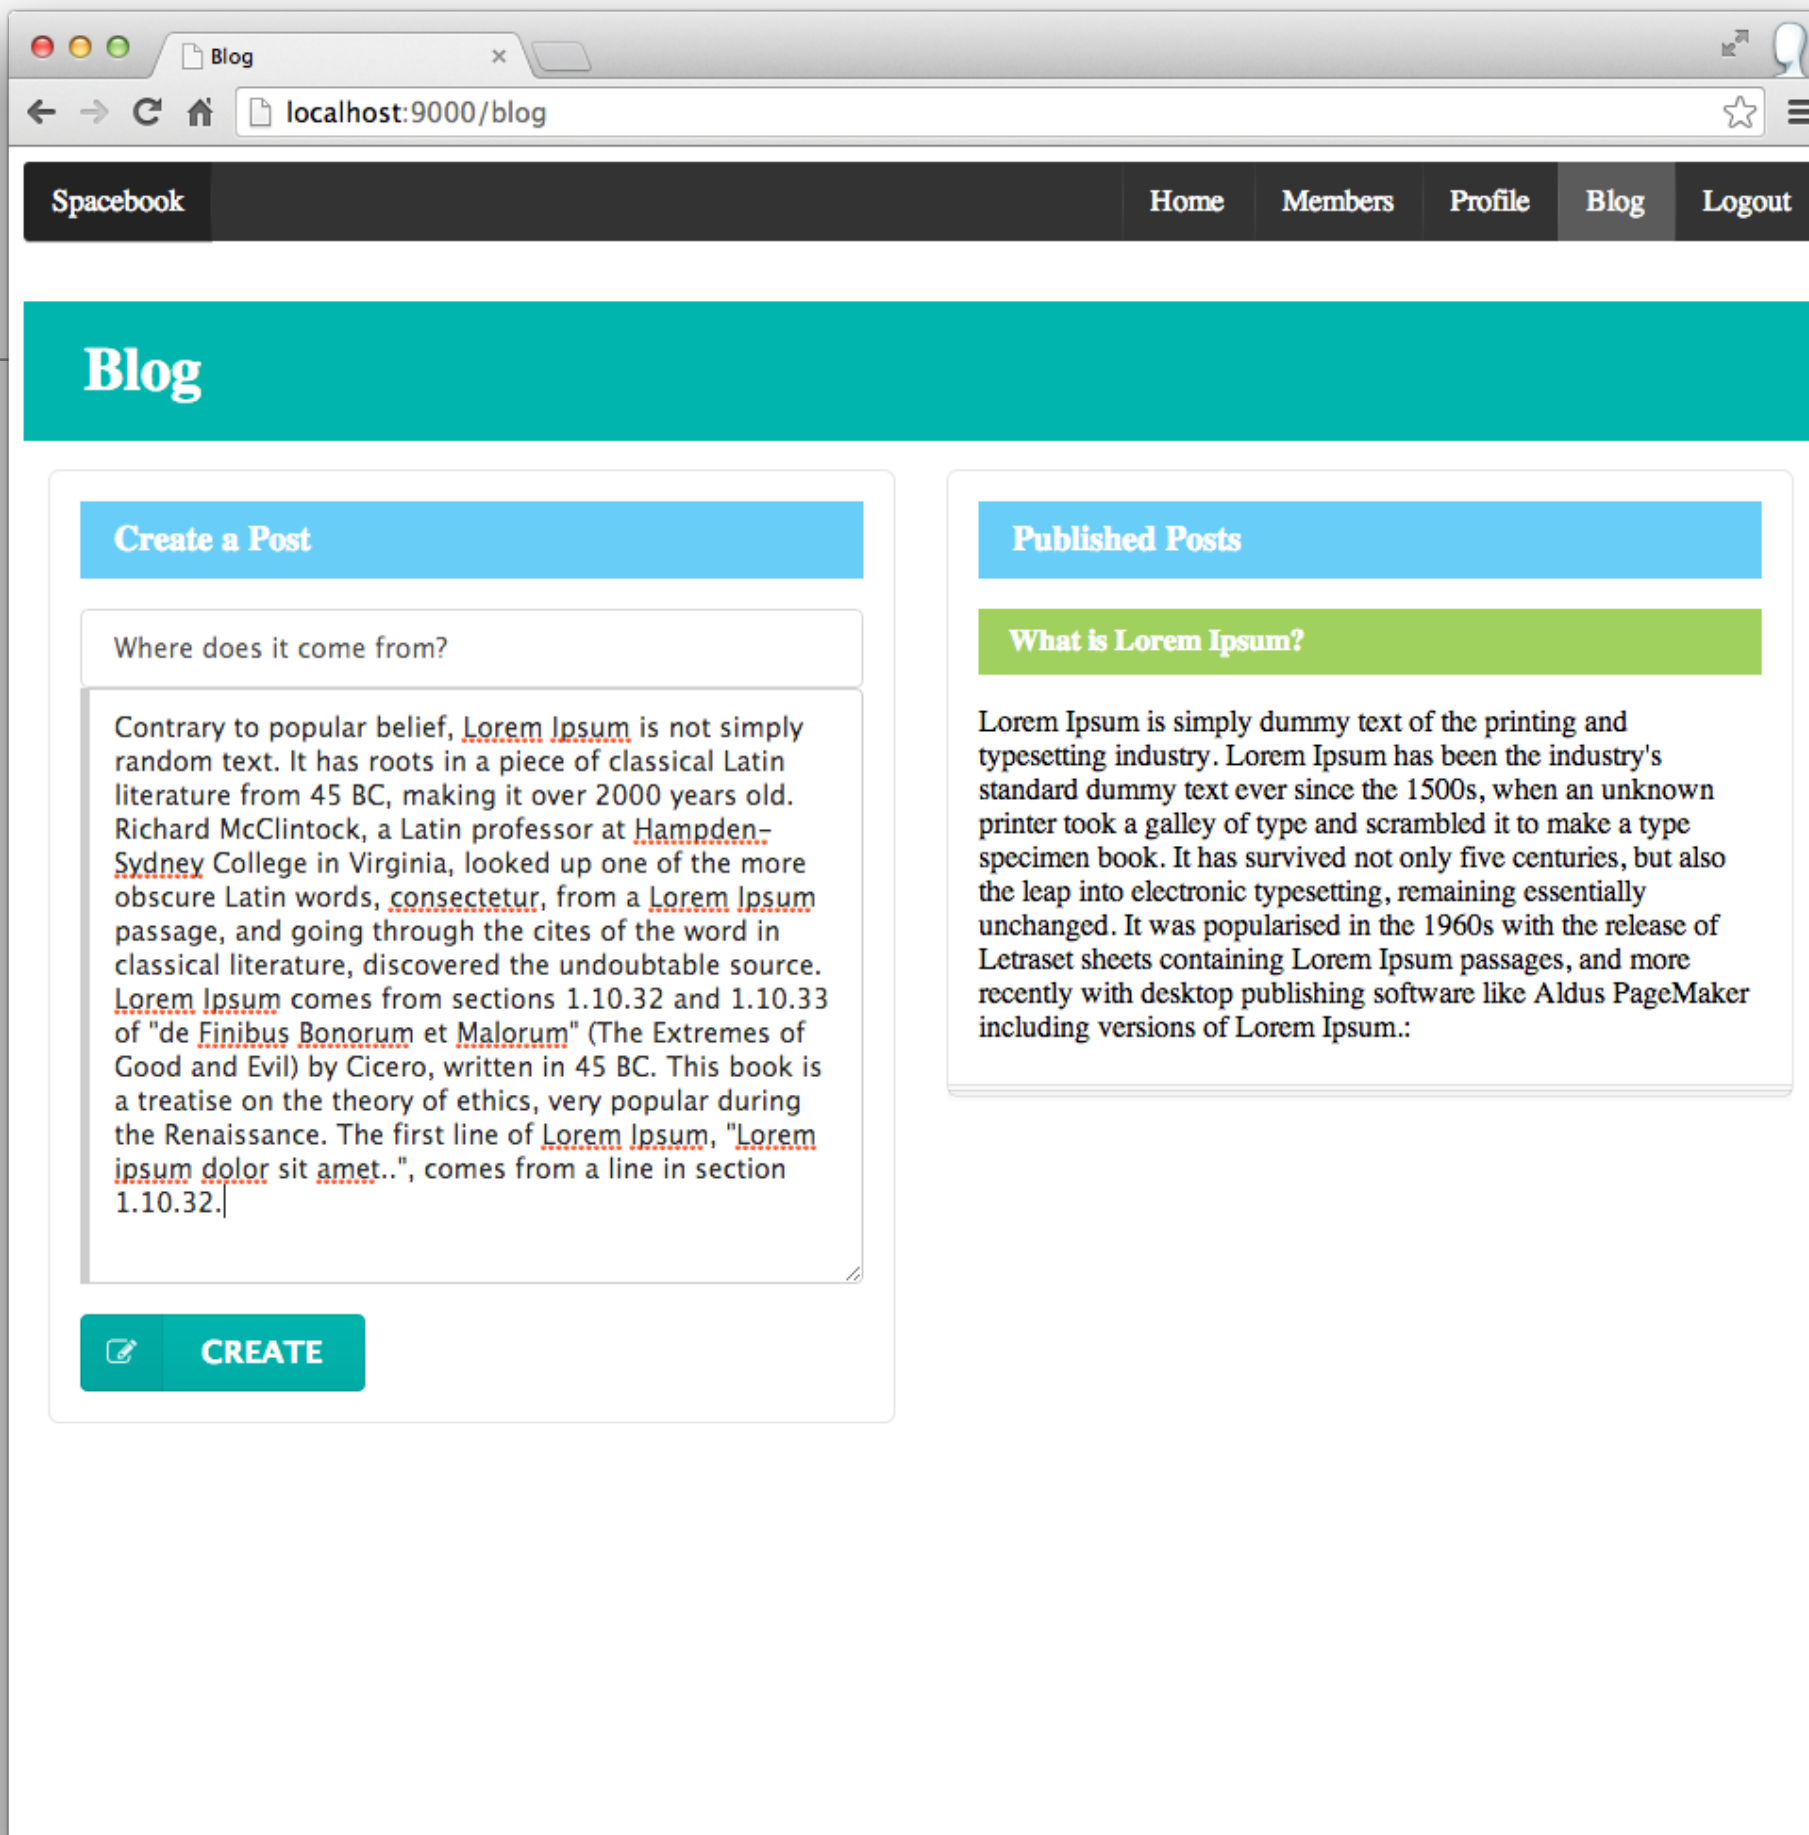 Blog
localhost:9000/blog
Spacebook
Home Members Profile Blog Logout
Blog
Create a Post
Where does it come from?
Contrary to popular belief, Lorem Ipsum is not simply
random text. It has roots in a piece of classical Latin
literature from 45 BC, making it over 2000 years old.
Richard McClintock, a Latin professor at Hampden-
Sydney College in Virginia, looked up one of the more
obscure Latin words, consectetur, from a Lorem Ipsum
passage, and going through the cites of the word in
classical literature, discovered the undoubtable source.
Lorem Ipsum comes from sections 1.10.32 and 1.10.33
of "de Finibus Bonorum et Malorum" (The Extremes of
Good and Evil) by Cicero, written in 45 BC. This book is
a treatise on the theory of ethics, very popular during
the Renaissance. The first line of Lorem Ipsum, "Lorem
ipsum dolor sit amet..", comes from a line in section
1.10.32.
CREATE
Published Posts
What is Lorem Ipsum?
Lorem Ipsum is simply dummy text of the printing and
typesetting industry. Lorem Ipsum has been the industry's
standard dummy text ever since the 1500s, when an unknown
printer took a galley of type and scrambled it to make a type
specimen book. It has survived not only five centuries, but also
the leap into electronic typesetting, remaining essentially
unchanged. It was popularised in the 1960s with the release of
Letraset sheets containing Lorem Ipsum passages, and more
recently with desktop publishing software like Aldus PageMaker
including versions of Lorem Ipsum.: